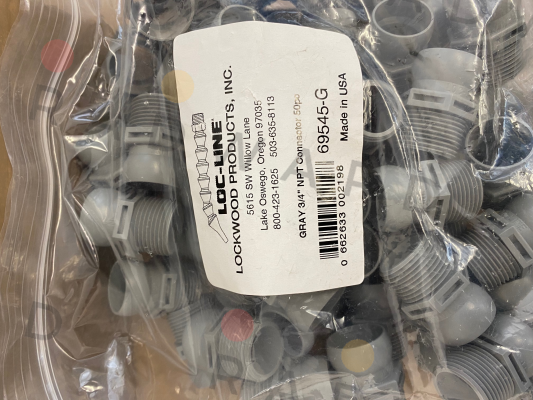 LOC-LINE®
LOCKWOOD PRODUCTS, INC.
5615 SW Willow Lane
Lake Oswego, Oregon 97035
800-423-1625 503-635-8113
GRAY 3/4" NPT Connector 50pc
0 662633 002198
69545-G
Made In USA